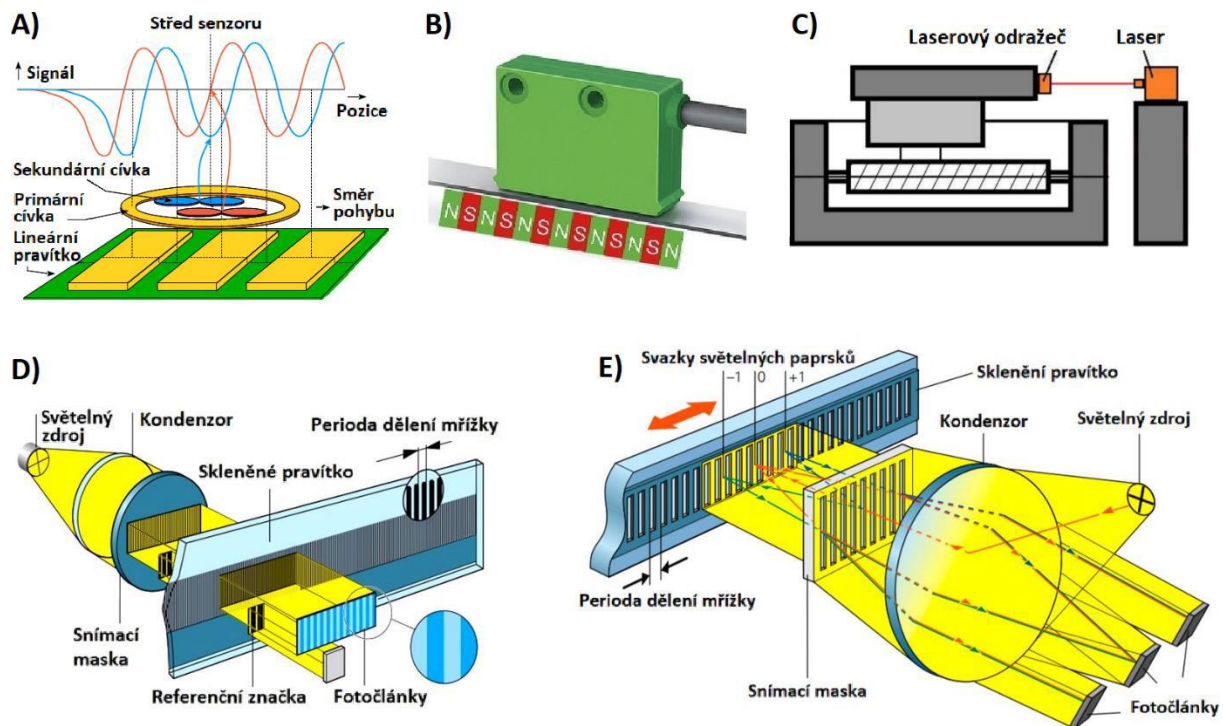 A)
Střed senzoru
Signál
Pozice
Sekundární cívka
Primární
cívka
Směr
pohybu
Lineární
pravítko
B)
N S N S N S N S N S N S N
C)
Laserový odražeč
Laser
D)
Světelný
zdroj
Kondenzor
Perioda dělení mřížky
Skleněné pravítko
Snímací
maska
Referenční značka
Fotočlánky
E)
Svazky světelných paprsků
–1 0 +1
Sklenění pravítko
Kondenzor
Světelný zdroj
Perioda dělení mřížky
Snímací maska
Fotočlánky